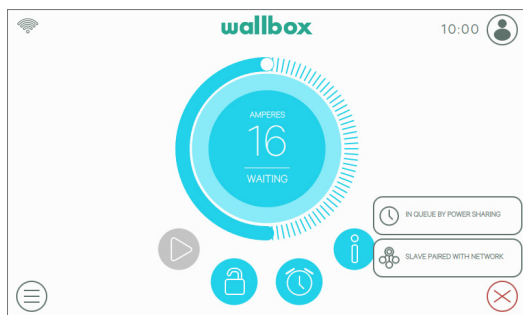 wallbox
10:00
AMPERES
16
WAITING
IN QUEUE BY POWER SHARING
SLAVE PAIRED WITH NETWORK